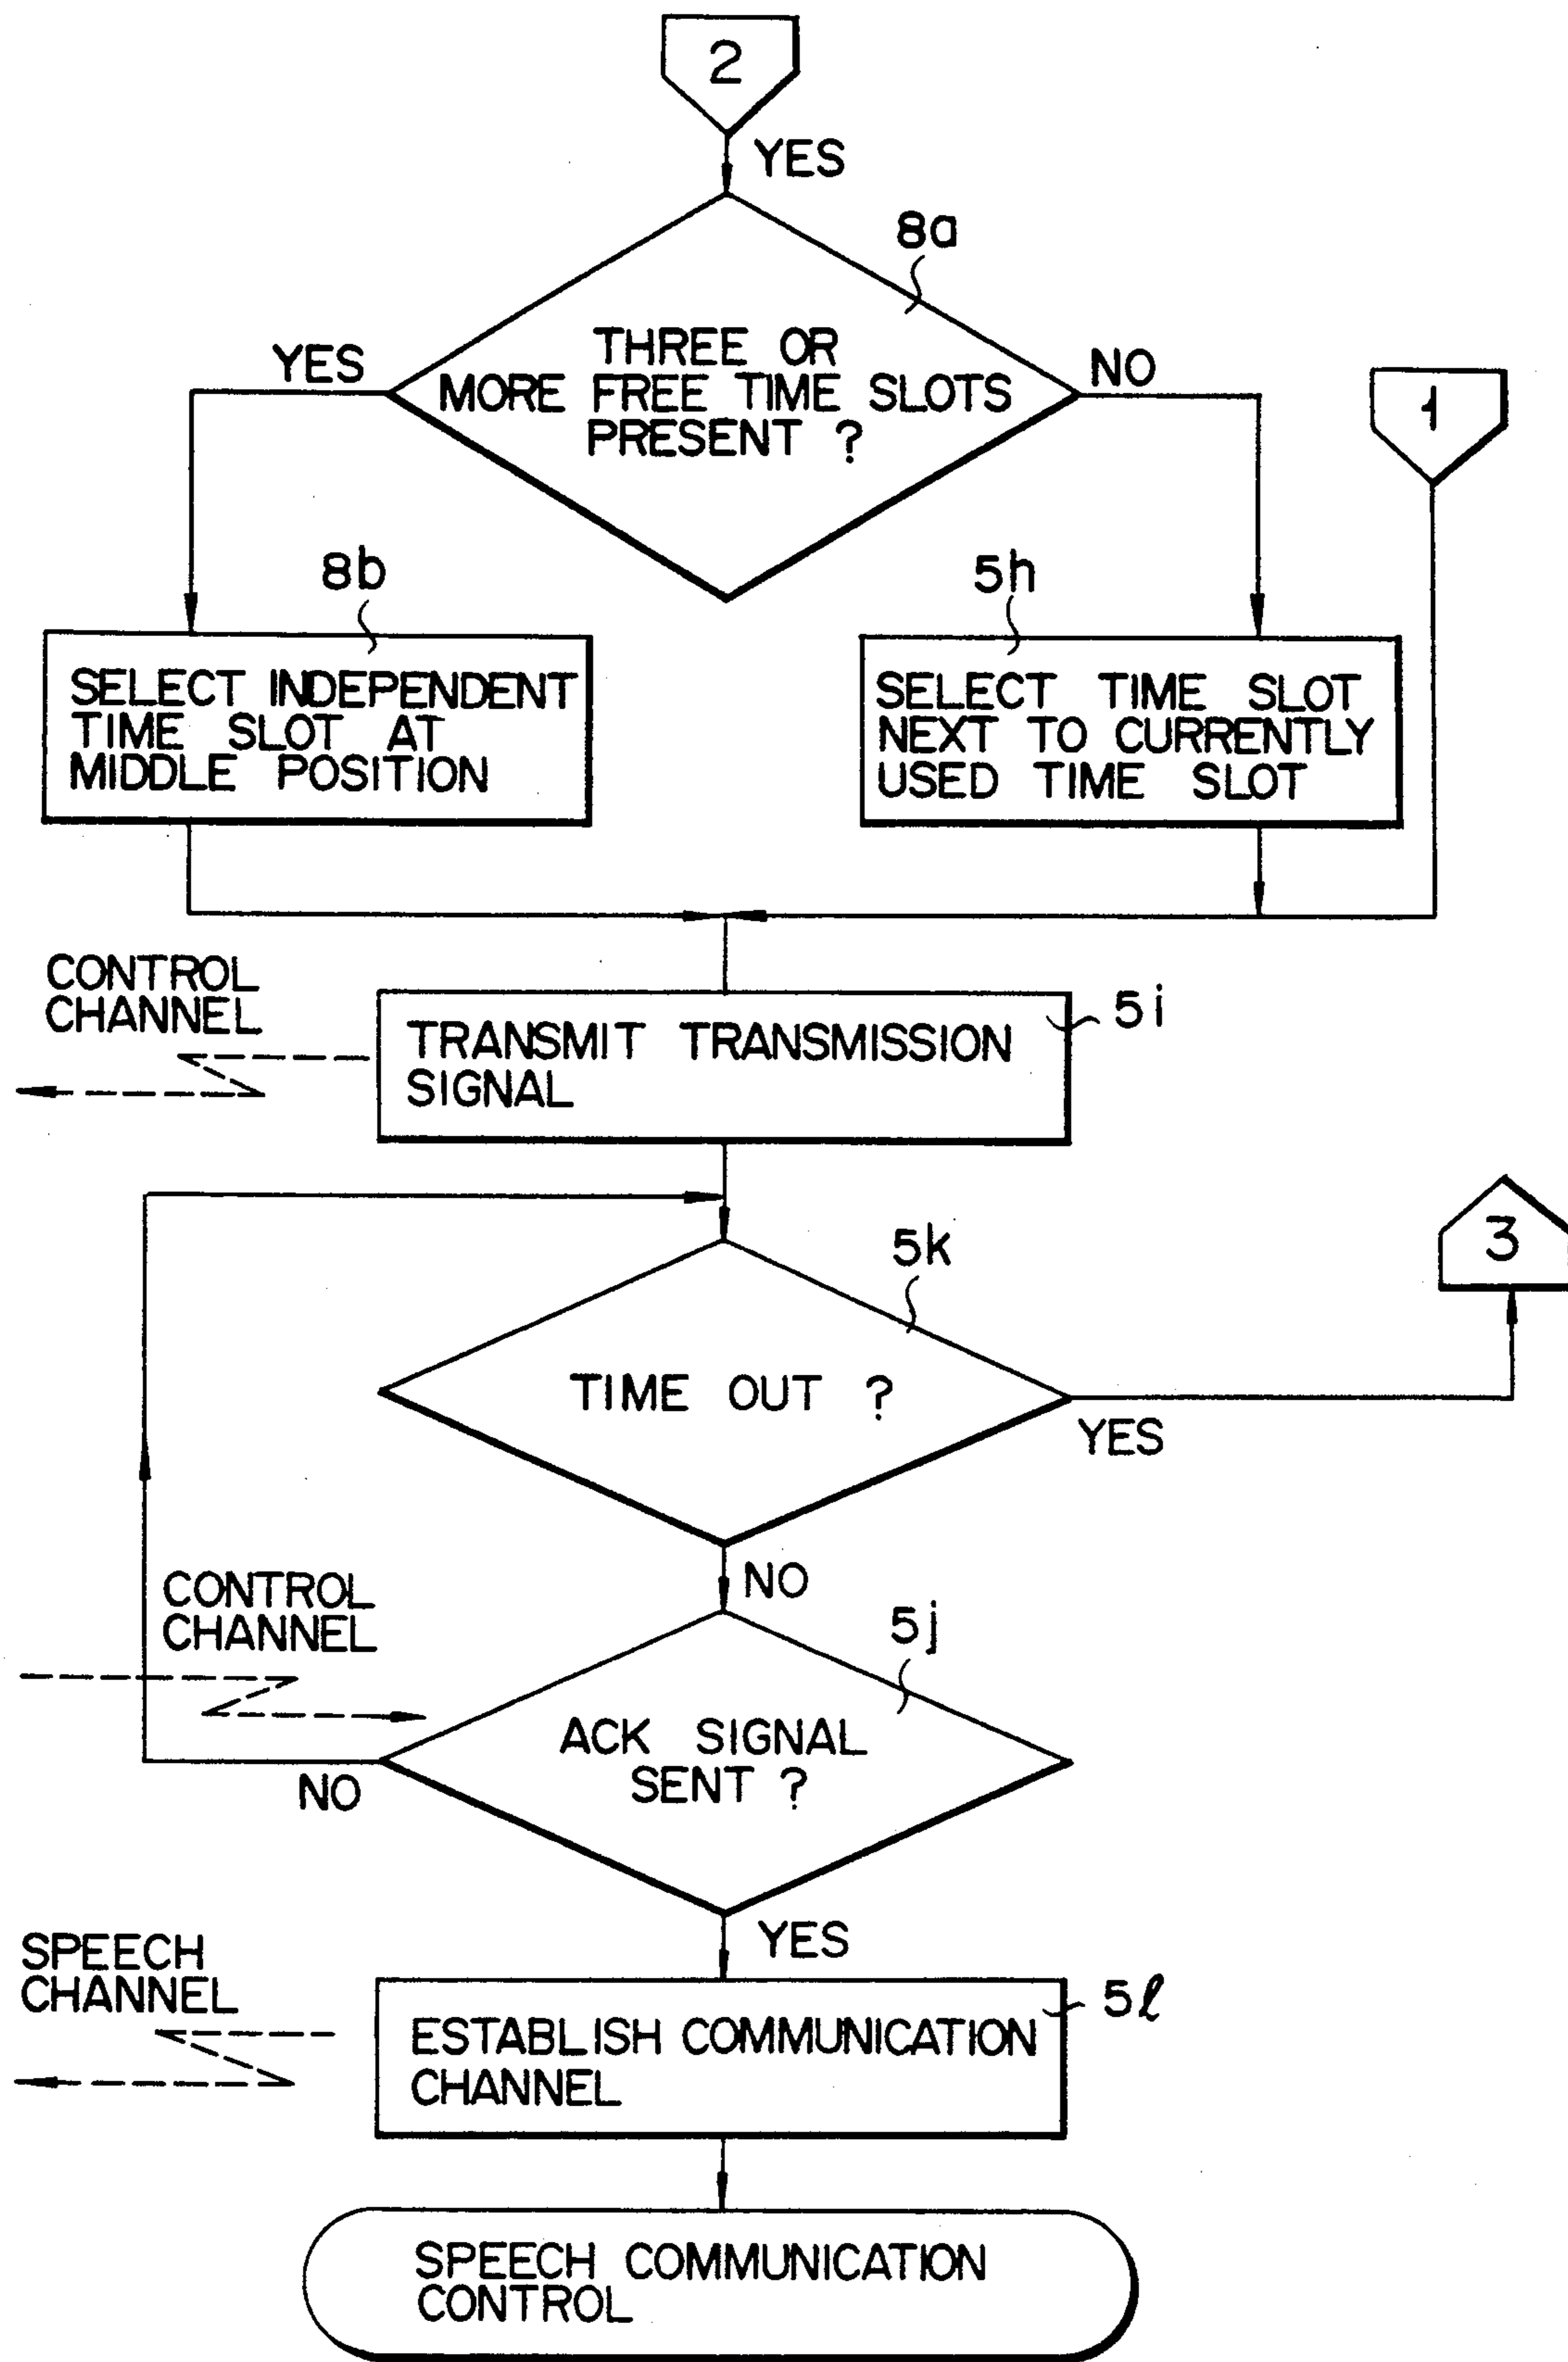 2
YES
8a
YES
THREE OR
MORE FREE TIME SLOTS
PRESENT ?
NO
1
8b
5h
SELECT INDEPENDENT
TIME SLOT AT
MIDDLE POSITION
SELECT TIME SLOT
NEXT TO CURRENTLY
USED TIME SLOT
CONTROL
CHANNEL
5i
TRANSMIT TRANSMISSION
SIGNAL
5k
3
TIME OUT ?
YES
NO
CONTROL
CHANNEL
5j
ACK SIGNAL
SENT ?
NO
YES
SPEECH
CHANNEL
5ℓ
ESTABLISH COMMUNICATION
CHANNEL
SPEECH COMMUNICATION
CONTROL